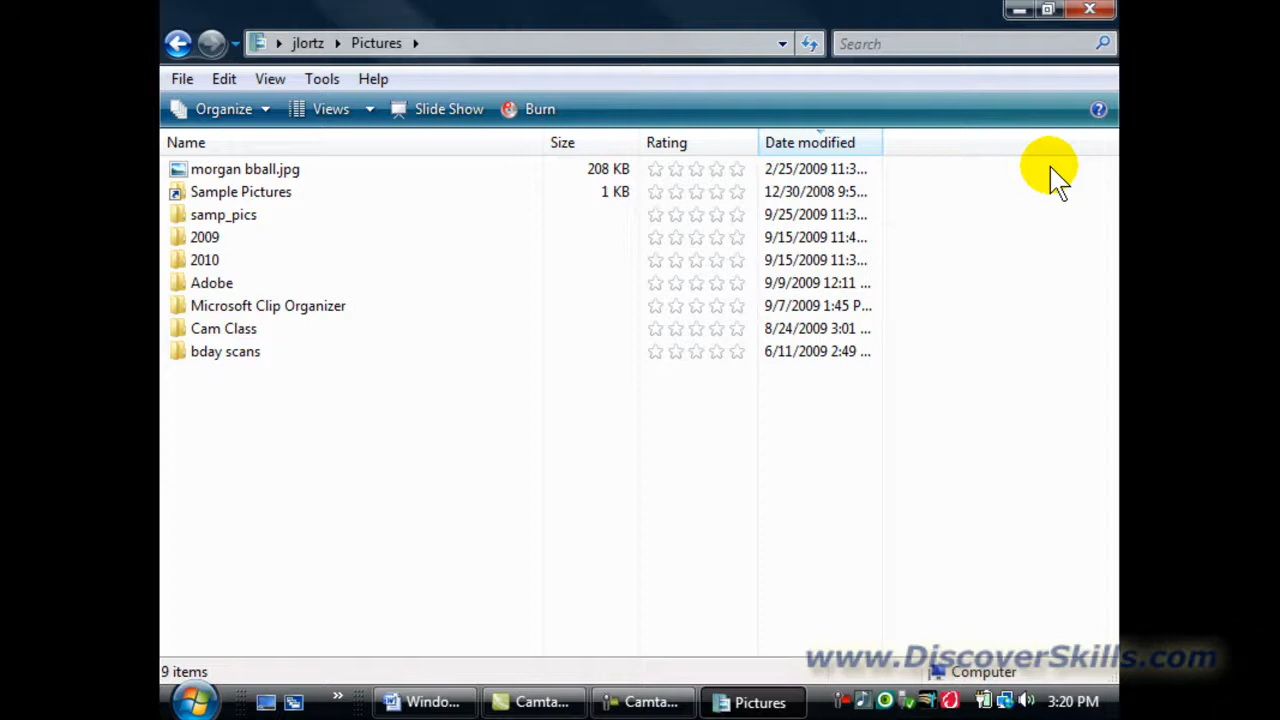 jlortz Pictures Search
File Edit View Tools Help
Organize Views Slide Show Burn
Name Size Rating Date modified
morgan bball.jpg 208 KB 2/25/2009 11:3...
Sample Pictures 1 KB 12/30/2008 9:5...
samp_pics 9/25/2009 11:3...
2009 9/15/2009 11:4...
2010 9/15/2009 11:3...
Adobe 9/9/2009 12:11 ...
Microsoft Clip Organizer 9/7/2009 1:45 P...
Cam Class 8/24/2009 3:01 ...
bday scans 6/11/2009 2:49 ...
www.DiscoverSkills.com
9 items Computer
» Windo... Camta... Camta... Pictures 3:20 PM